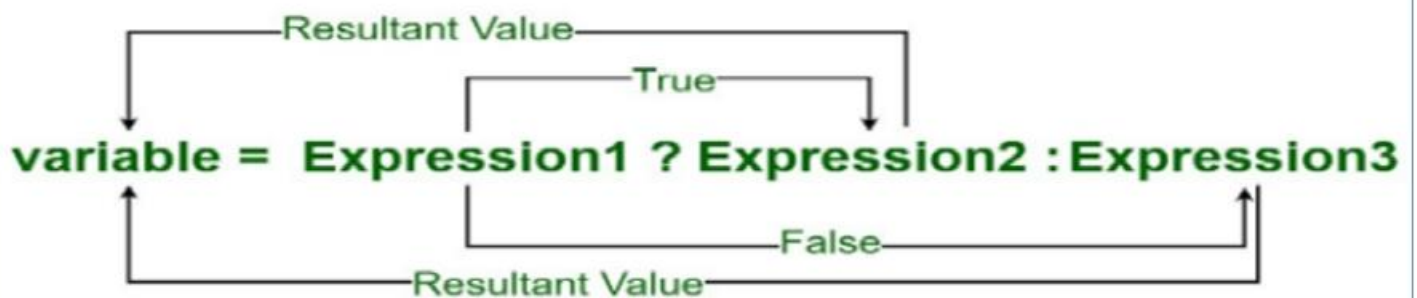 Resultant Value
True
variable = Expression1 ? Expression2 : Expression3
False
Resultant Value